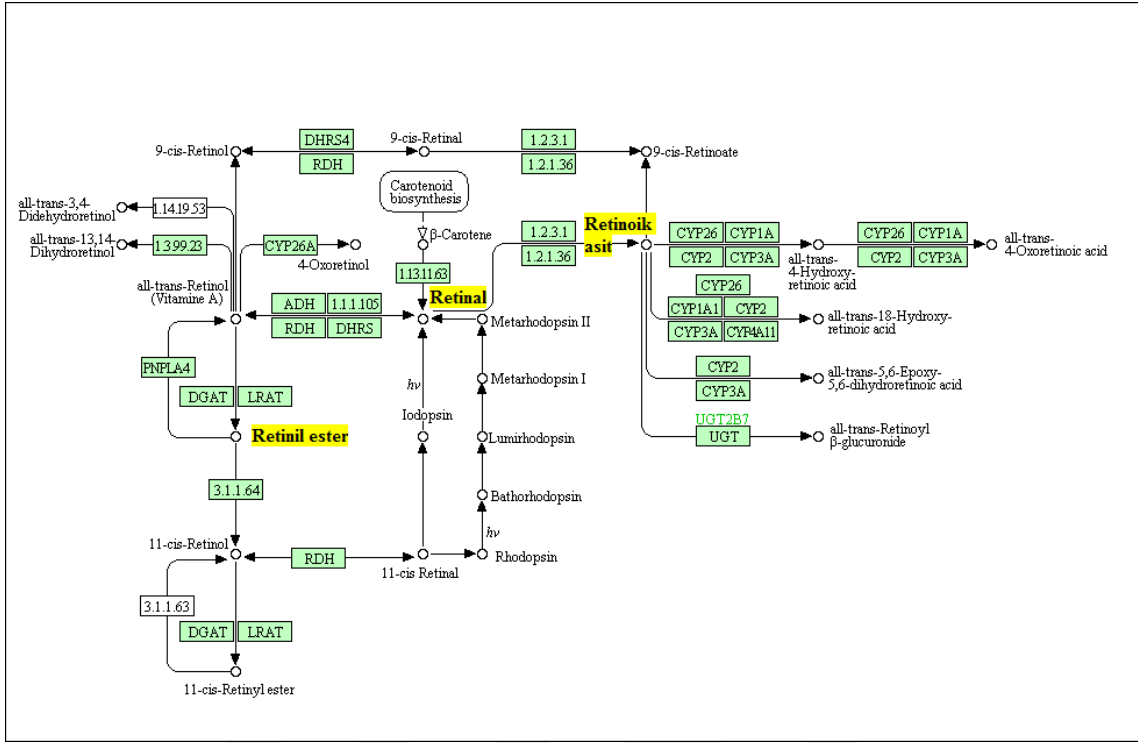 DHRS4
9-cis-Retinal
1.2.3.1
9-cis-Retinol
9-cis-Retinoate
RDH
1.2.1.36
Carotenoid
biosynthesis
all-trans-3,4-
Didehydroretinol
1.14.19.53
all-trans-13,14-
Dihydroretinol
1.3.99.23
CYP26A
4-Oxoretinol
β-Carotene
1.2.3.1
1.2.1.36
Retinoik
asit
CYP26
CYP1A
CYP2
CYP3A
all-trans-
4-Hydroxy-
retinoic acid
CYP26
CYP1A
CYP2
CYP3A
all-trans-
4-Oxoretinoic acid
all-trans-Retinol
(Vitamine A)
1.13.11.63
Retinal
ADH
1.1.1.105
RDH
DHRS
Metarhodopsin II
CYP26
CYP1A1
CYP2
CYP3A
CYP4A11
all-trans-18-Hydroxy-
retinoic acid
PNPLA4
DGAT
LRAT
hν
Metarhodopsin I
CYP2
CYP3A
all-trans-5,6-Epoxy-
5,6-dihydroretinoic acid
Iodopsin
Retinil ester
Lumirhodopsin
UGT2B7
UGT
all-trans-Retinoyl
β-glucuronide
3.1.1.64
Bathorhodopsin
hν
11-cis-Retinol
RDH
11-cis Retinal
Rhodopsin
3.1.1.63
DGAT
LRAT
11-cis-Retinyl ester